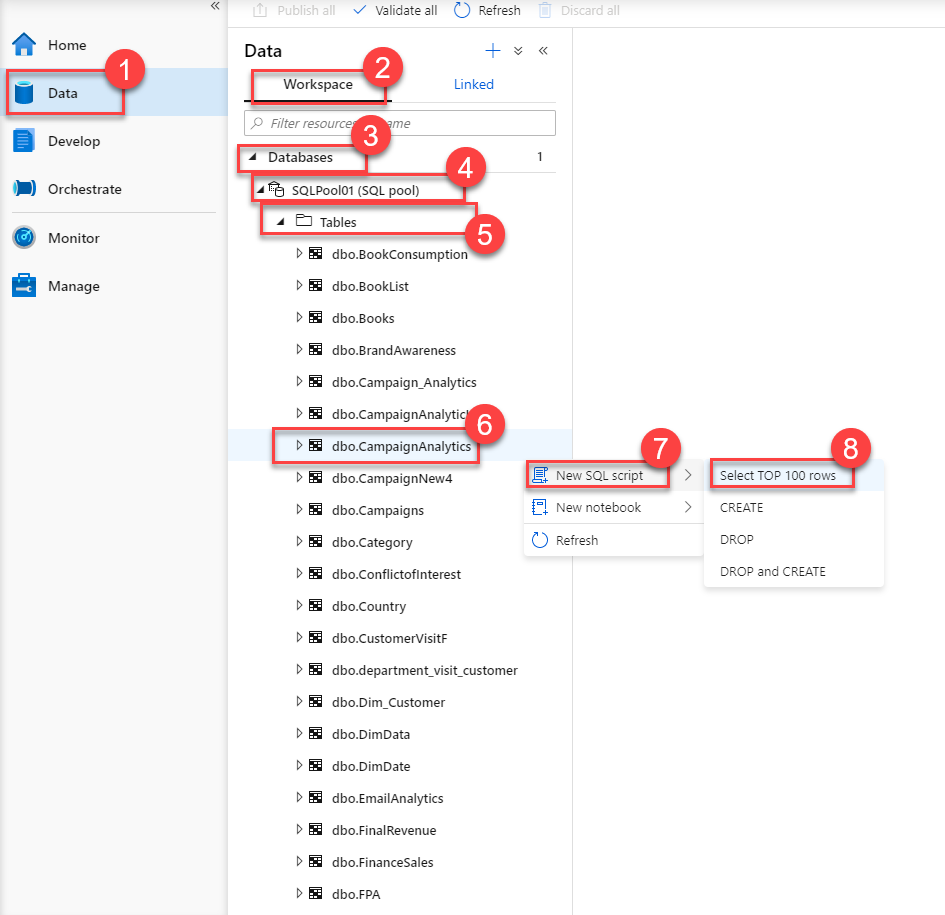 Publish all Validate all Refresh Discard all
Home
Data
Develop
Orchestrate
Monitor
Manage
1
Data
Workspace
2
Linked
Filter resources me
3
Databases
1
4
SQLPool01 (SQL pool)
Tables
5
dbo.BookConsumption
dbo.BookList
dbo.Books
dbo.BrandAwareness
dbo.Campaign_Analytics
dbo.CampaignAnalytic
6
dbo.CampaignAnalytics
dbo.CampaignNew4
dbo.Campaigns
dbo.Category
dbo.ConflictofInterest
dbo.Country
dbo.CustomerVisitF
dbo.department_visit_customer
dbo.Dim_Customer
dbo.DimData
dbo.DimDate
dbo.EmailAnalytics
dbo.FinalRevenue
dbo.FinanceSales
dbo.FPA
7
New SQL script
New notebook
Refresh
8
Select TOP 100 rows
CREATE
DROP
DROP and CREATE